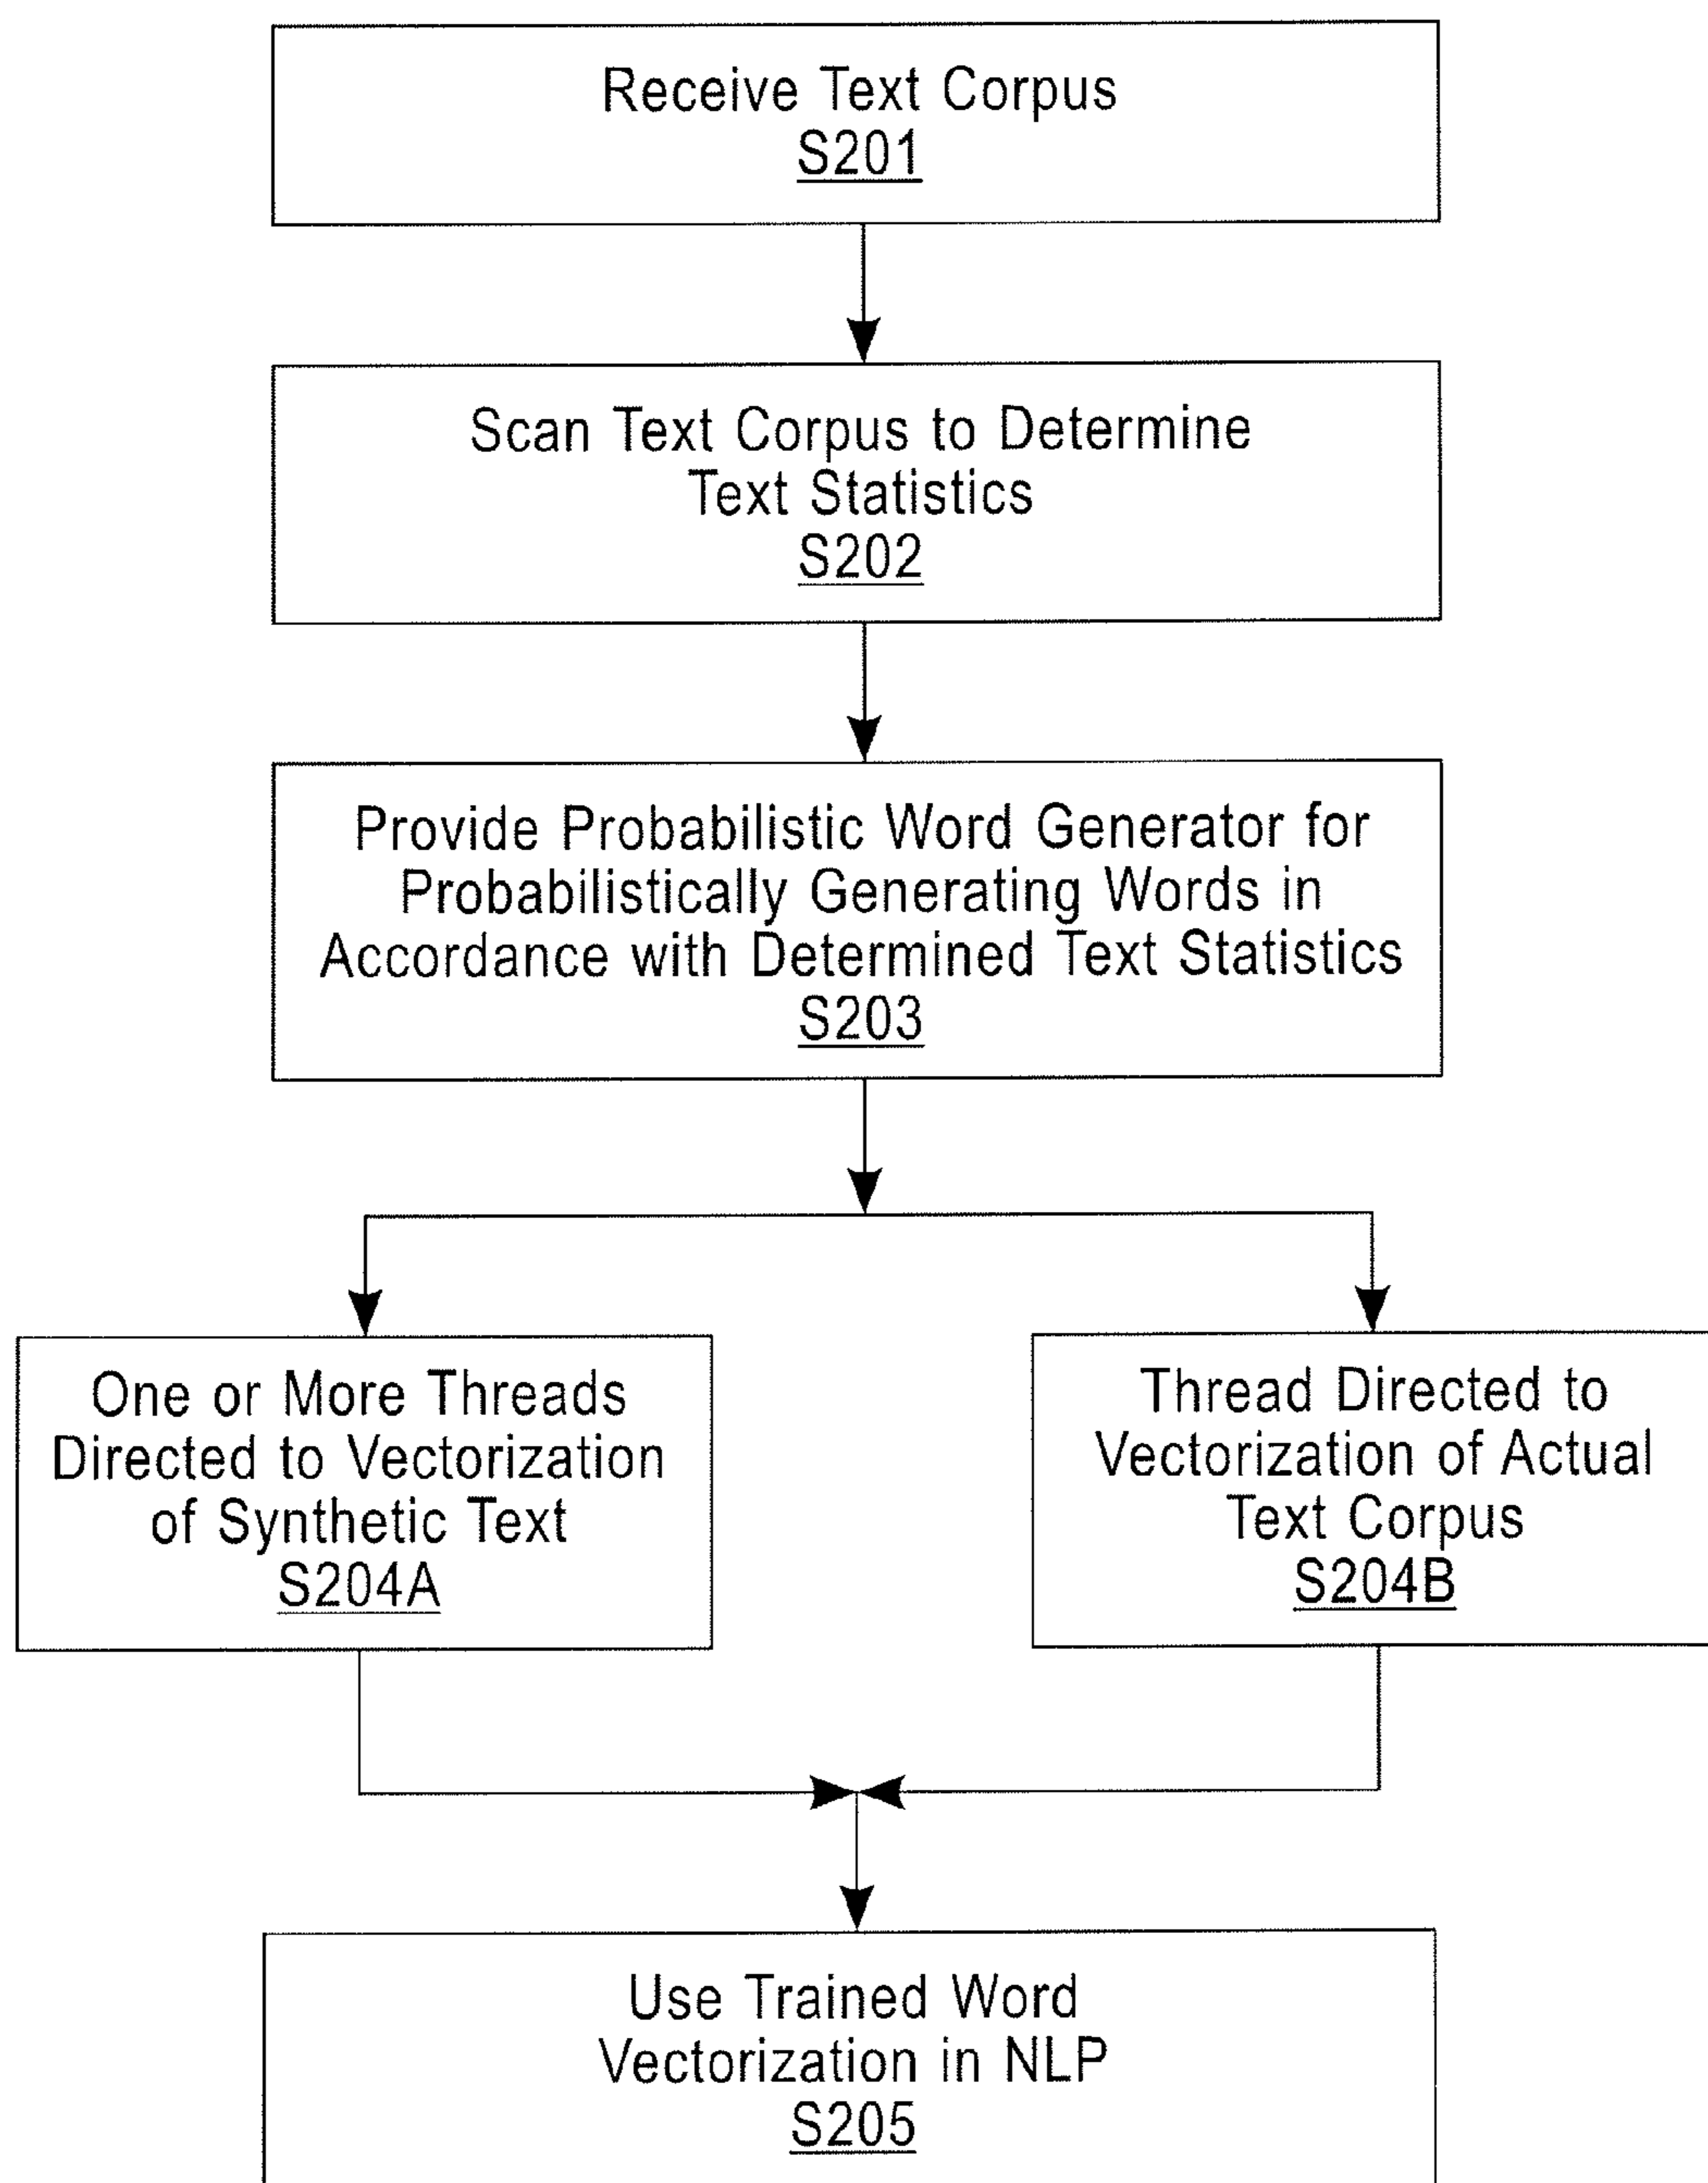 Receive Text Corpus
S201
Scan Text Corpus to Determine
Text Statistics
S202
Provide Probabilistic Word Generator for
Probabilistically Generating Words in
Accordance with Determined Text Statistics
S203
One or More Threads
Directed to Vectorization
of Synthetic Text
S204A
Thread Directed to
Vectorization of Actual
Text Corpus
S204B
Use Trained Word
Vectorization in NLP
S205